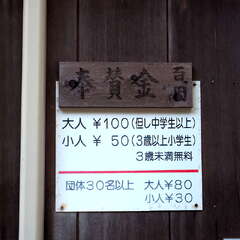 奉賛金 百円
大人 ¥100(但し中学生以上)
小人 ¥ 50(3歳以上小学生)
3歳未満無料
団体30名以上 大人¥80
小人¥30